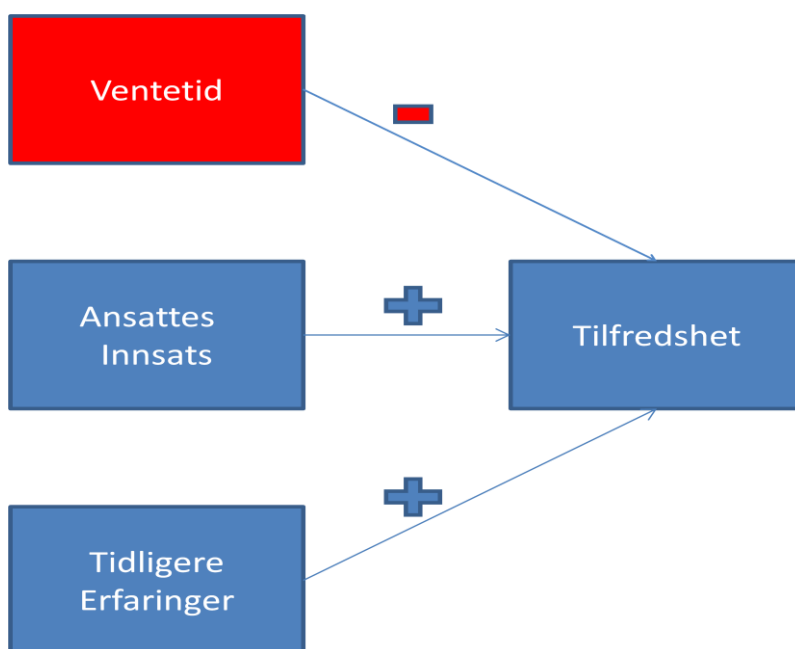 Ventetid
Ansattes
Innsats
Tilfredshet
Tidligere
Erfaringer